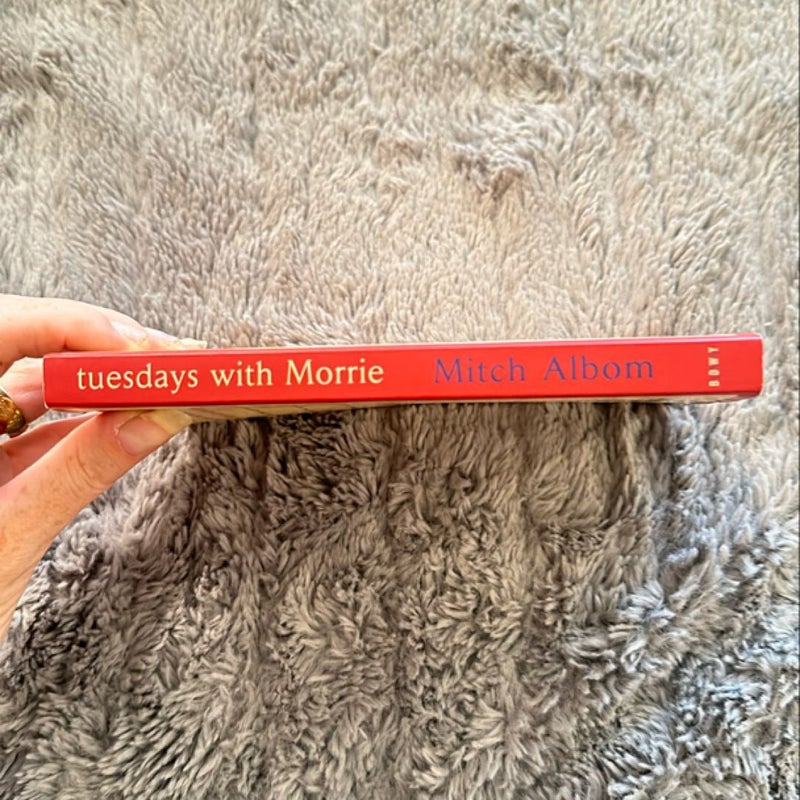 tuesdays with Morrie
Mitch Albom
BDWY